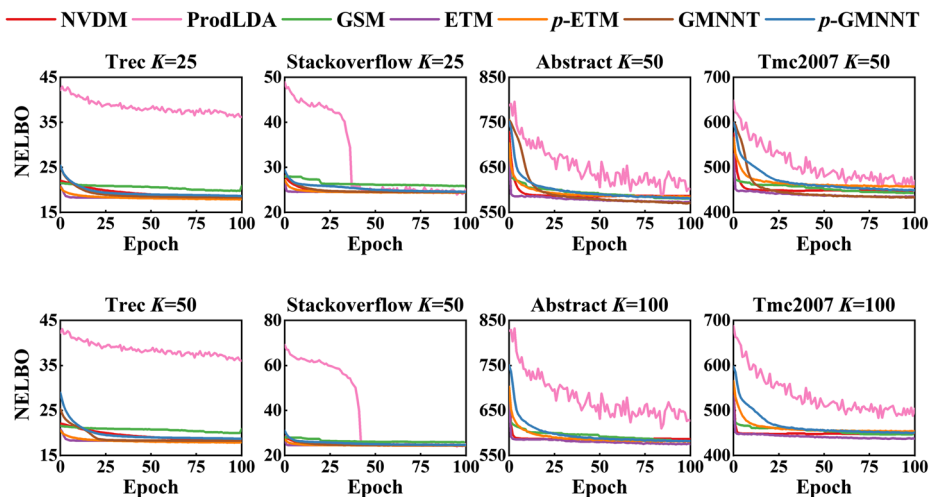 NVDM ProdLDA GSM ETM p-ETM GMNNT p-GMNNT
Trec K=25 Stackoverflow K=25 Abstract K=50 Tmc2007 K=50
NELBO
45 35 25 15
50 40 30 20
850 750 650 550
700 600 500 400
0 25 50 75 100 0 25 50 75 100 0 25 50 75 100 0 25 50 75 100
Epoch Epoch Epoch Epoch
Trec K=50 Stackoverflow K=50 Abstract K=100 Tmc2007 K=100
NELBO
45 35 25 15
80 60 40 20
850 750 650 550
700 600 500 400
0 25 50 75 100 0 25 50 75 100 0 25 50 75 100 0 25 50 75 100
Epoch Epoch Epoch Epoch